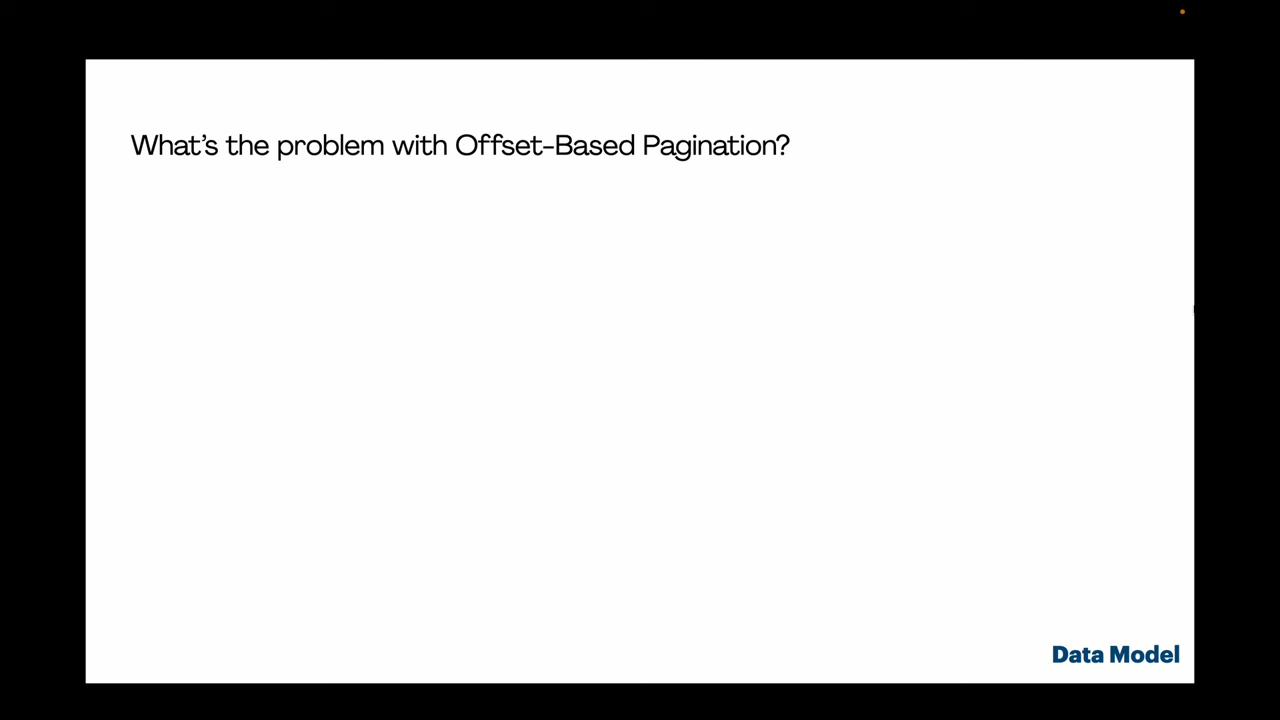 What's the problem with Offset-Based Pagination?
Data Model